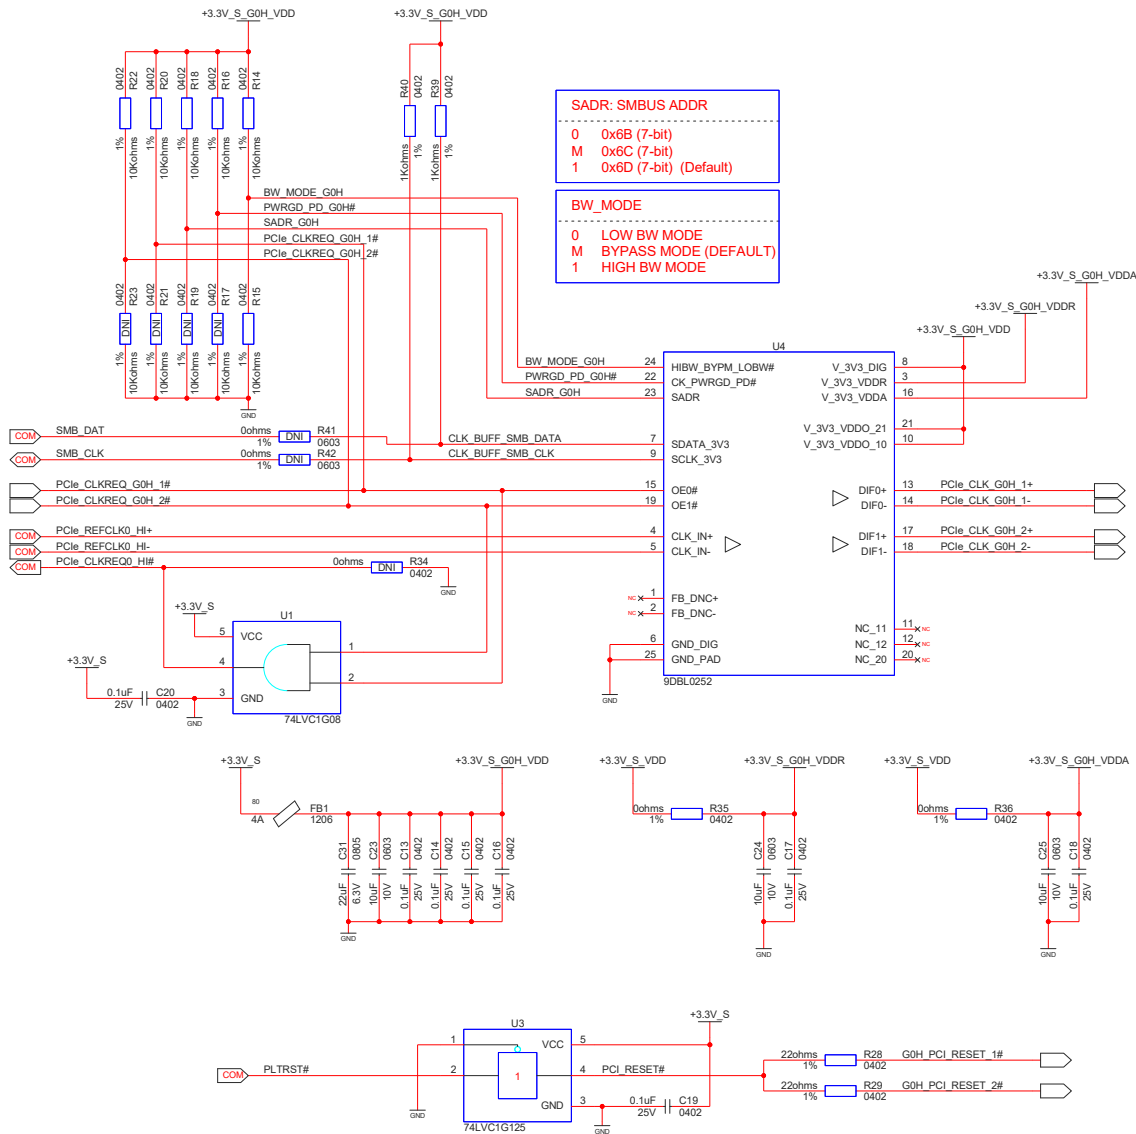 +3.3V_S_G0H_VDD
+3.3V_S_G0H_VDD
0402 R22
0402 R20
0402 R18
0402 R16
0402 R14
1% 10Kohms
1% 10Kohms
1% 10Kohms
1% 10Kohms
1% 10Kohms
R40 0402
R39 0402
1Kohms 1%
1Kohms 1%
SADR: SMBUS ADDR
0 0x6B (7-bit)
M 0x6C (7-bit)
1 0x6D (7-bit) (Default)
BW_MODE
0 LOW BW MODE
M BYPASS MODE (DEFAULT)
1 HIGH BW MODE
BW_MODE_G0H
PWRGD_PD_G0H#
SADR_G0H
PCIe_CLKREQ_G0H_1#
PCIe_CLKREQ_G0H_2#
0402 R23
0402 R21
0402 R19
0402 R17
0402 R15
DNI
DNI
DNI
DNI
1% 10Kohms
1% 10Kohms
1% 10Kohms
1% 10Kohms
1% 10Kohms
GND
+3.3V_S_G0H_VDDA
+3.3V_S_G0H_VDDR
+3.3V_S_G0H_VDD
U4
BW_MODE_G0H 24 HIBW_BYPM_LOBW#
PWRGD_PD_G0H# 22 CK_PWRGD_PD#
SADR_G0H 23 SADR
V_3V3_DIG 8
V_3V3_VDDR 3
V_3V3_VDDA 16
V_3V3_VDDO_21 21
V_3V3_VDDO_10 10
COM SMB_DAT 0ohms 1% DNI R41 0603 CLK_BUFF_SMB_DATA 7 SDATA_3V3
COM SMB_CLK 0ohms 1% DNI R42 0603 CLK_BUFF_SMB_CLK 9 SCLK_3V3
PCIe_CLKREQ_G0H_1# 15 OE0#
PCIe_CLKREQ_G0H_2# 19 OE1#
DIF0+ 13 PCIe_CLK_G0H_1+
DIF0- 14 PCIe_CLK_G0H_1-
COM PCIe_REFCLK0_HI+ 4 CLK_IN+
COM PCIe_REFCLK0_HI- 5 CLK_IN-
DIF1+ 17 PCIe_CLK_G0H_2+
DIF1- 18 PCIe_CLK_G0H_2-
COM PCIe_CLKREQ0_HI# 0ohms DNI R34 0402
GND
NC 1 FB_DNC+
NC 2 FB_DNC-
6 GND_DIG
25 GND_PAD
NC_11 11 NC
NC_12 12 NC
NC_20 20 NC
GND
9DBL0252
+3.3V_S
U1
5 VCC
4
3 GND
1
2
74LVC1G08
+3.3V_S
0.1uF 25V C20 0402
GND
+3.3V_S
80
4A
FB1
1206
+3.3V_S_G0H_VDD
C31 0805
C23 0603
C13 0402
C14 0402
C15 0402
C16 0402
22uF 6.3V
10uF 10V
0.1uF 25V
0.1uF 25V
0.1uF 25V
0.1uF 25V
GND
+3.3V_S_VDD
0ohms 1% R35 0402
+3.3V_S_G0H_VDDR
C24 0603
C17 0402
10uF 10V
0.1uF 25V
GND
+3.3V_S_VDD
0ohms 1% R36 0402
+3.3V_S_G0H_VDDA
C25 0603
C18 0402
10uF 10V
0.1uF 25V
GND
+3.3V_S
U3
1
VCC 5
COM PLTRST# 2
1
4 PCI_RESET#
GND 3
74LVC1G125
GND
0.1uF 25V C19 0402
GND
22ohms 1% R28 0402 G0H_PCI_RESET_1#
22ohms 1% R29 0402 G0H_PCI_RESET_2#